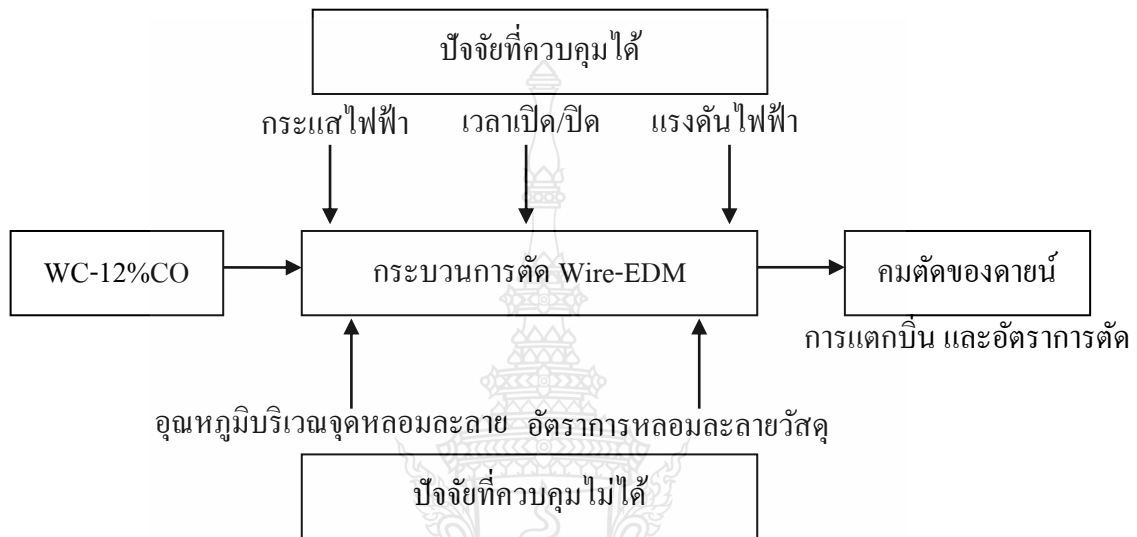 ปัจจัยที่ควบคุมได้
กระแสไฟฟ้า เวลาเปิด/ปิด แรงดันไฟฟ้า
WC-12%CO กระบวนการตัด Wire-EDM คมตัดของดายน์
การแตกบิ่น และอัตราการตัด
อุณหภูมิบริเวณจุดหลอมละลาย อัตราการหลอมละลายวัสดุ
ปัจจัยที่ควบคุมไม่ได้